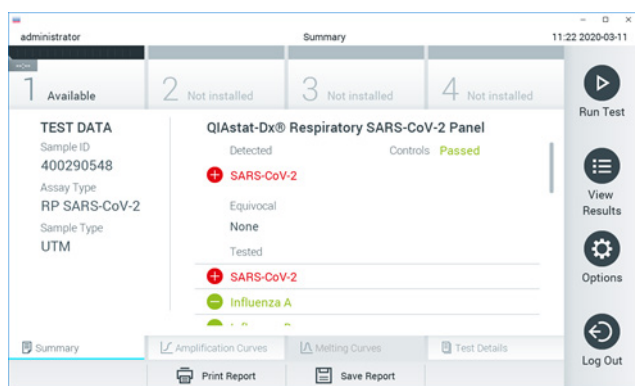 administrator Summary 11:22 2020-03-11
1 Available 2 Not installed 3 Not installed 4 Not installed
Run Test
TEST DATA
Sample ID
400290548
Assay Type
RP SARS-CoV-2
Sample Type
UTM
QIAstat-Dx® Respiratory SARS-CoV-2 Panel
Detected Controls Passed
SARS-CoV-2
Equivocal
None
Tested
SARS-CoV-2
Influenza A
View
Results
Options
Log Out
Summary Amplification Curves Melting Curves Test Details
Print Report Save Report